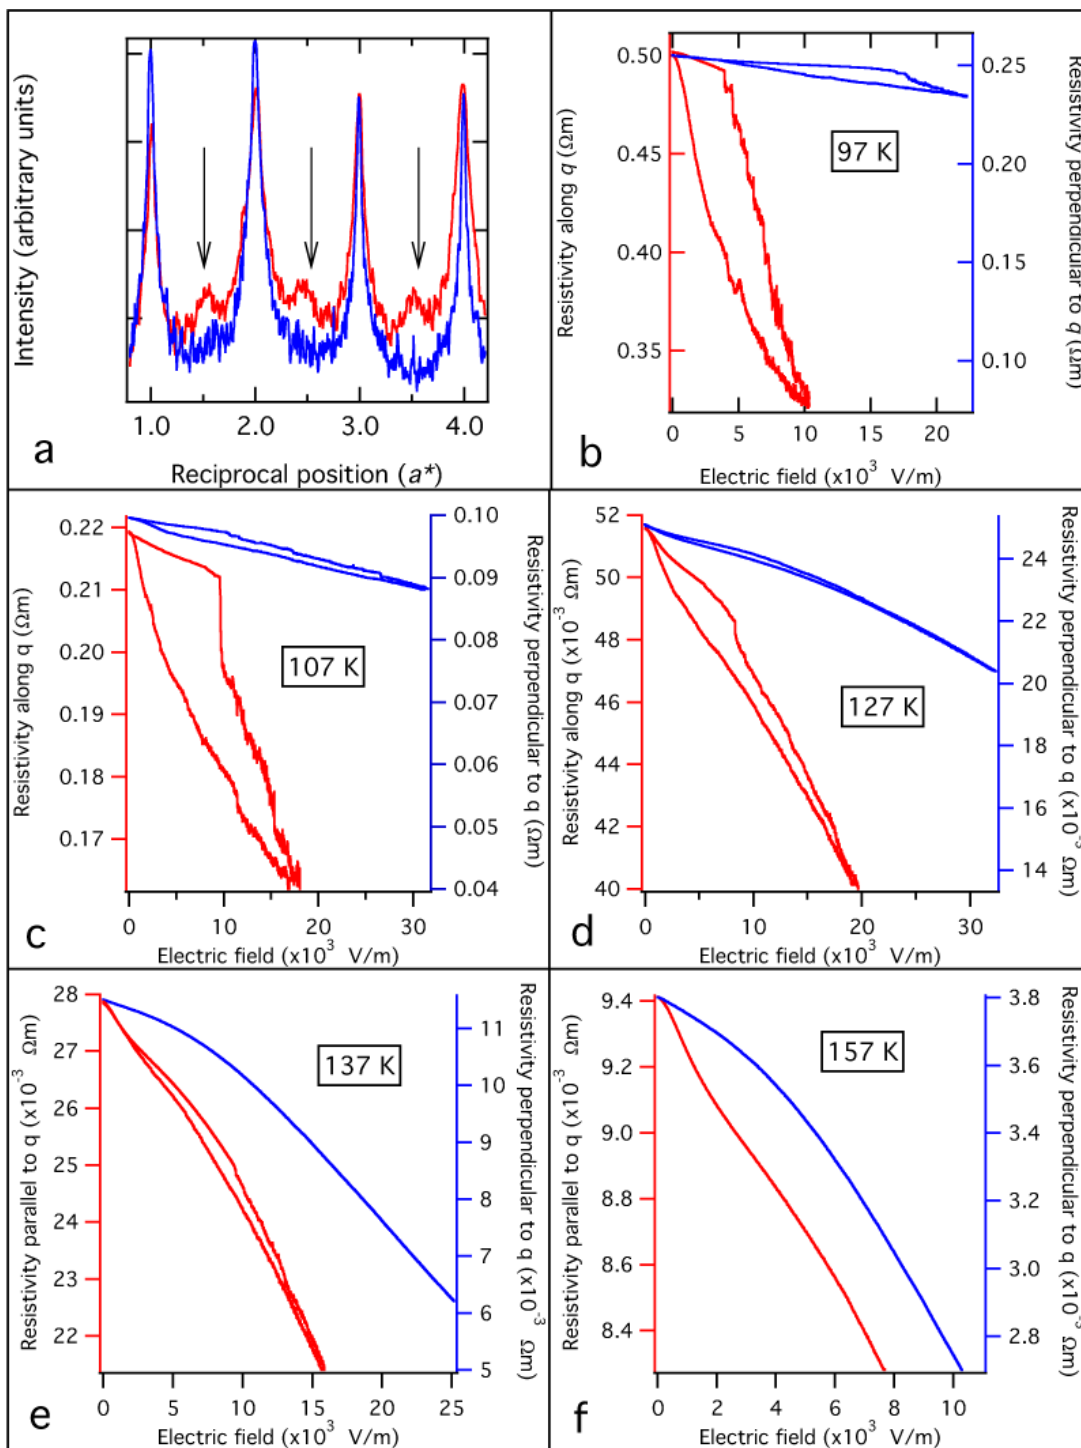 Intensity (arbitrary units)
1.0 2.0 3.0 4.0
Reciprocal position (a*)
a
Resistivity along q (Ωm)
0.50
0.45
0.40
0.35
97 K
0.25
0.20
0.15
0.10
Resistivity perpendicular to q (Ωm)
0 5 10 15 20
Electric field (x10³ V/m)
b
Resistivity along q (Ωm)
0.22
0.21
0.20
0.19
0.18
0.17
107 K
0.10
0.09
0.08
0.07
0.06
0.05
0.04
Resistivity perpendicular to q (Ωm)
0 10 20 30
Electric field (x10³ V/m)
c
Resistivity along q (x10⁻³ Ωm)
52
50
48
46
44
42
40
127 K
24
22
20
18
16
14
Resistivity perpendicular to q (x10⁻³ Ωm)
0 10 20 30
Electric field (x10³ V/m)
d
Resistivity parallel to q (x10⁻³ Ωm)
28
27
26
25
24
23
22
137 K
11
10
9
8
7
6
5
Resistivity perpendicular to q (x10⁻³ Ωm)
0 5 10 15 20 25
Electric field (x10³ V/m)
e
Resistivity parallel to q (x10⁻³ Ωm)
9.4
9.2
9.0
8.8
8.6
8.4
157 K
3.8
3.6
3.4
3.2
3.0
2.8
Resistivity perpendicular to q (x10⁻³ Ωm)
0 2 4 6 8 10
Electric field (x10³ V/m)
f